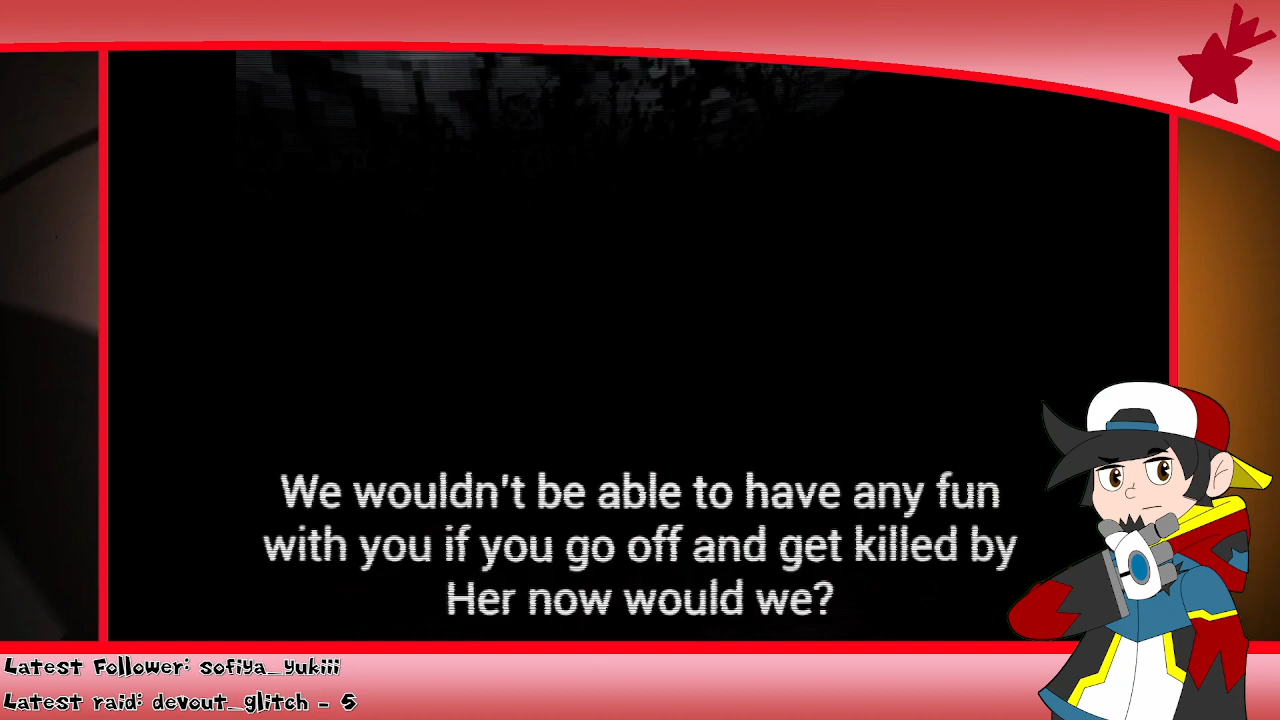 We wouldn't be able to have any fun
with you if you go off and get killed by
Her now would we?
Latest Follower: sofiya_yukiii
Latest raid: devout_glitch - 5